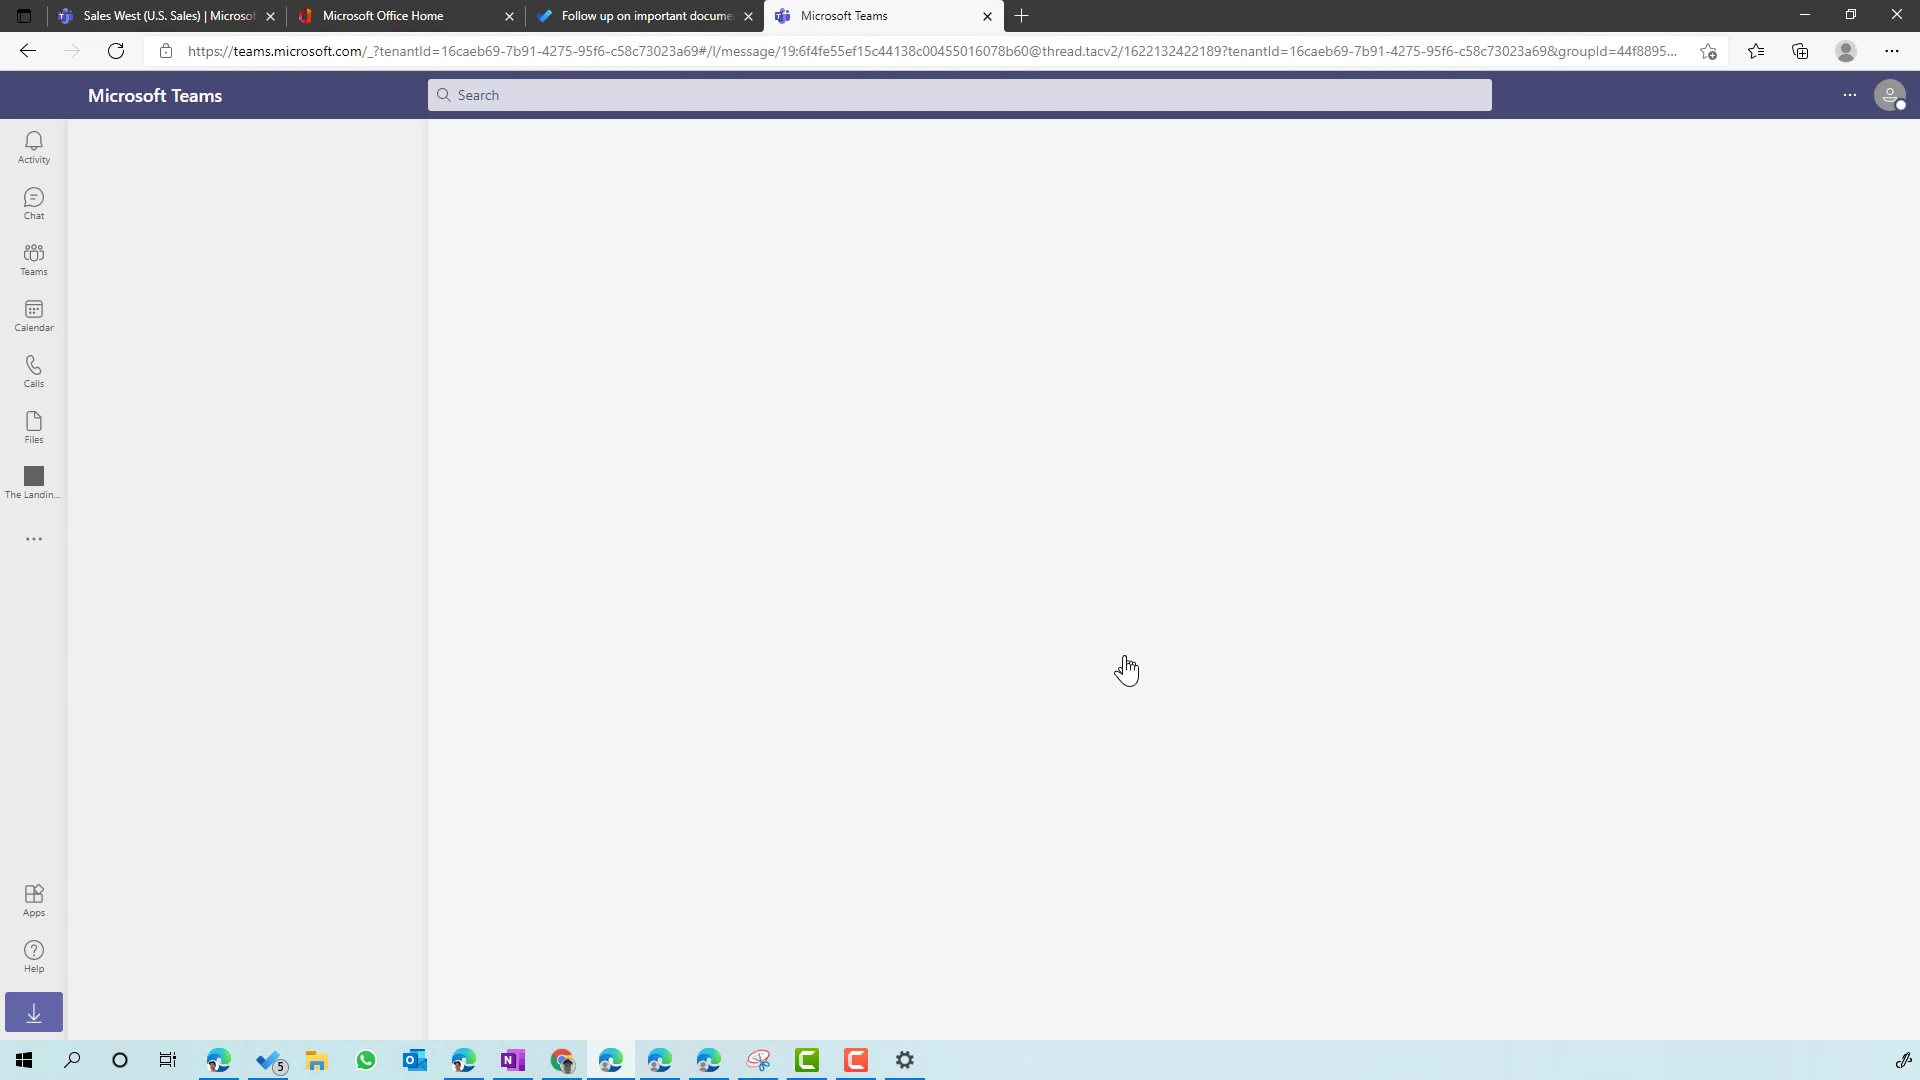 Sales West (U.S. Sales) | Microsof
Microsoft Office Home
Follow up on important docume
Microsoft Teams
https://teams.microsoft.com/_?tenantId=16caeb69-7b91-4275-95f6-c58c73023a69#/l/message/19:6f4fe55ef15c44138c00455016078b60@thread.tacv2/1622132422189?tenantId=16caeb69-7b91-4275-95f6-c58c73023a69&groupId=44f8895...
Microsoft Teams
Search
Activity
Chat
Teams
Calendar
Calls
Files
The Landin...
Apps
Help
5